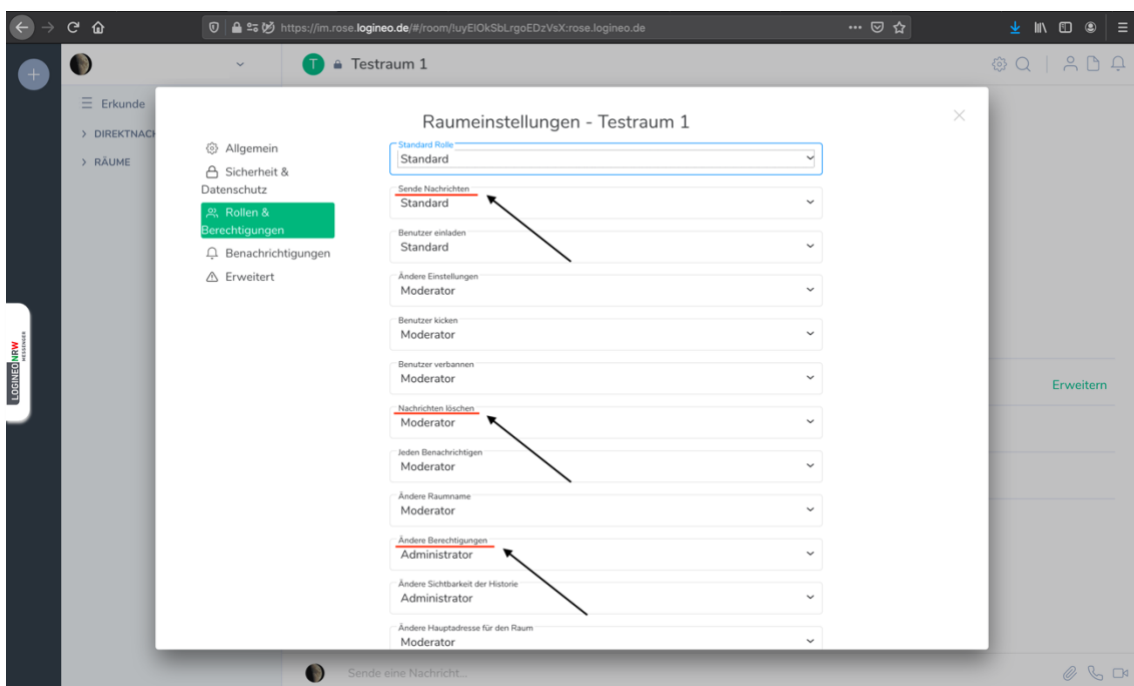 https://im.rose.logineo.de/#/room/!uyEIOkSbLrgoEDzVsX:rose.logineo.de
T
Testraum 1
Erkunde
DIREKTNACH
RÄUME
LOGINEO NRW
MESSENGER
Raumeinstellungen - Testraum 1
Allgemein
Sicherheit &
Datenschutz
Rollen &
Berechtigungen
Benachrichtigungen
Erweitert
Standard Rolle
Standard
Sende Nachrichten
Standard
Benutzer einladen
Standard
Ändere Einstellungen
Moderator
Benutzer kicken
Moderator
Benutzer verbannen
Moderator
Nachrichten löschen
Moderator
Jeden Benachrichtigen
Moderator
Ändere Raumname
Moderator
Ändere Berechtigungen
Administrator
Ändere Sichtbarkeit der Historie
Administrator
Ändere Hauptadresse für den Raum
Moderator
Erweitern
Sende eine Nachricht...